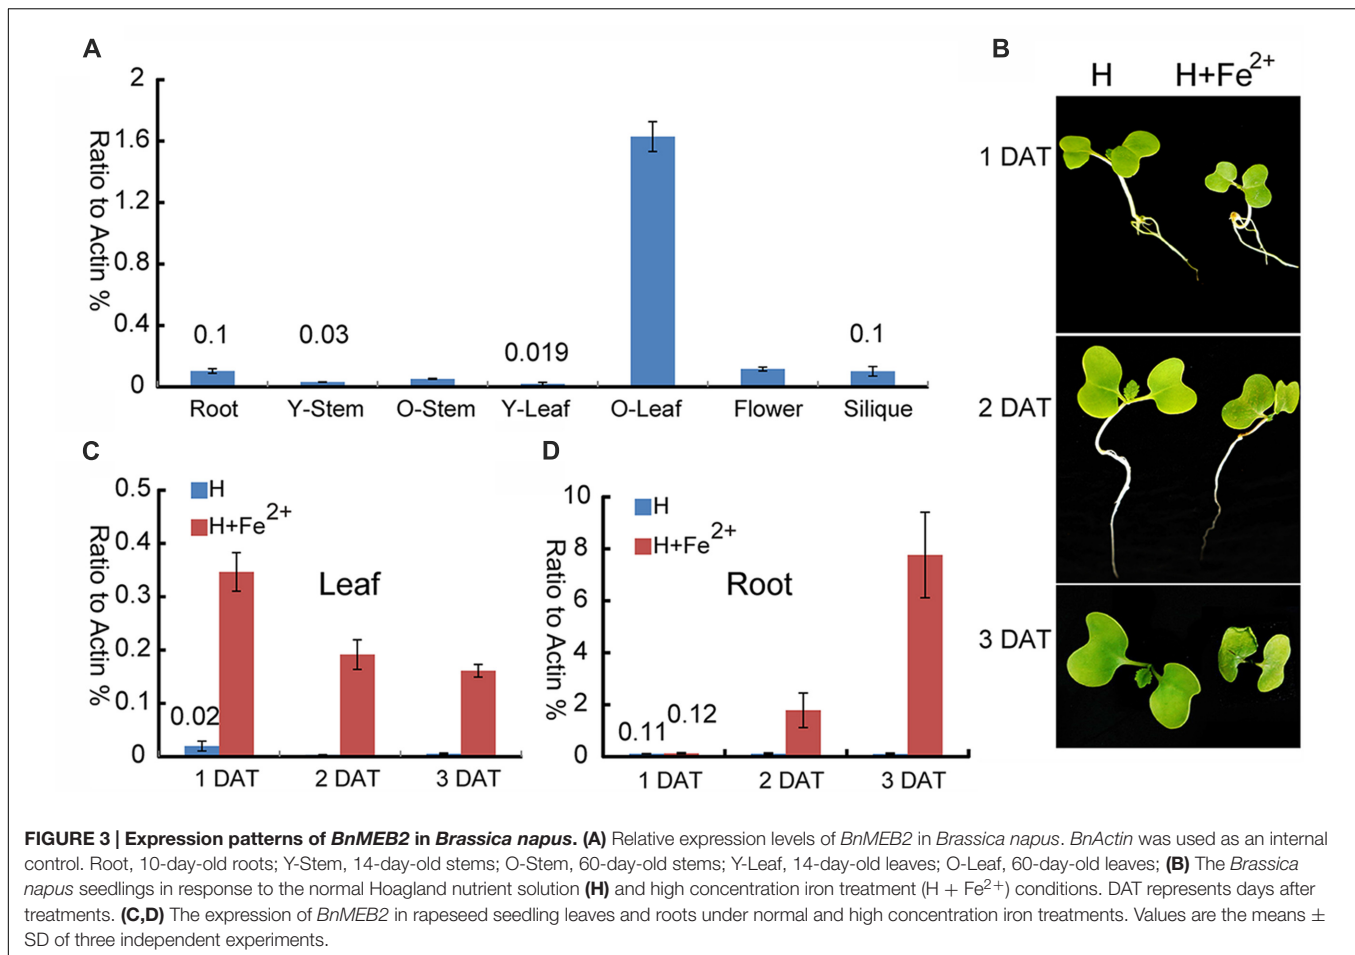 A
Ratio to Actin %
2
1.6
1.2
0.8
0.4
0
0.1
0.03
0.019
0.1
Root Y-Stem O-Stem Y-Leaf O-Leaf Flower Silique
B
H H+Fe2+
1 DAT
2 DAT
3 DAT
C
Ratio to Actin %
0.5
0.4
0.3
0.2
0.1
0
H
H+Fe2+
Leaf
0.02
1 DAT 2 DAT 3 DAT
D
Ratio to Actin %
10
8
6
4
2
0
H
H+Fe2+
Root
0.11 0.12
1 DAT 2 DAT 3 DAT
FIGURE 3 | Expression patterns of BnMEB2 in Brassica napus. (A) Relative expression levels of BnMEB2 in Brassica napus. BnActin was used as an internal
control. Root, 10-day-old roots; Y-Stem, 14-day-old stems; O-Stem, 60-day-old stems; Y-Leaf, 14-day-old leaves; O-Leaf, 60-day-old leaves; (B) The Brassica
napus seedlings in response to the normal Hoagland nutrient solution (H) and high concentration iron treatment (H + Fe2+) conditions. DAT represents days after
treatments. (C,D) The expression of BnMEB2 in rapeseed seedling leaves and roots under normal and high concentration iron treatments. Values are the means ±
SD of three independent experiments.